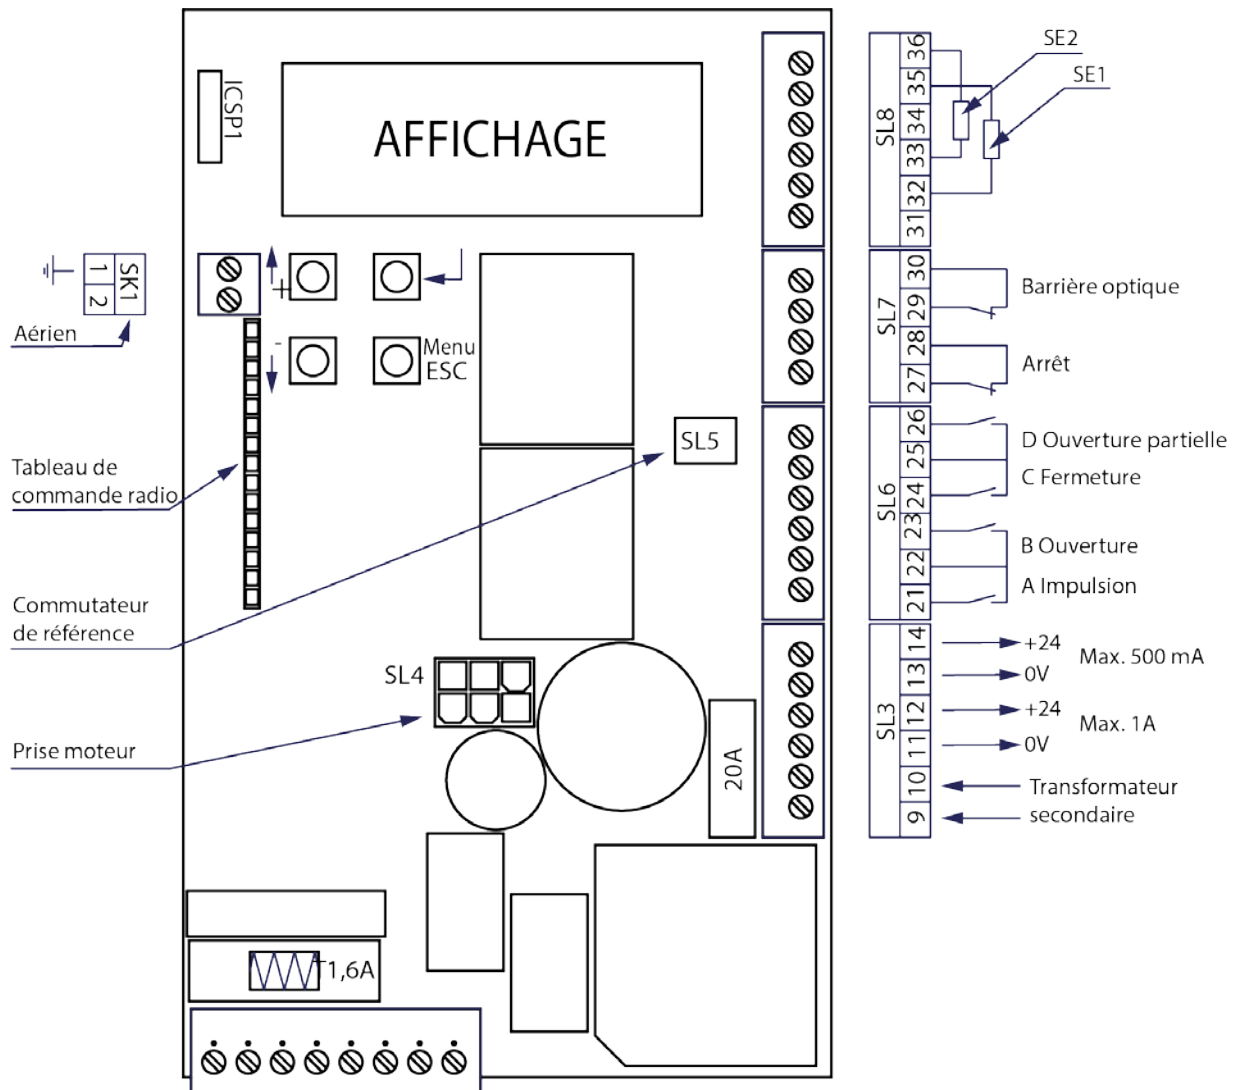 ICSP1
AFFICHAGE
SE2
SE1
SL8
36
35
34
33
32
31
SK1
1
2
Aérien
+
-
Menu
ESC
SL7
30
29
28
27
Barrière optique
Arrêt
SL5
Tableau de
commande radio
SL6
26
25
24
23
22
21
D Ouverture partielle
C Fermeture
B Ouverture
A Impulsion
Commutateur
de référence
SL4
Prise moteur
20A
SL3
14
13
12
11
10
9
+24
0V
Max. 500 mA
+24
0V
Max. 1A
Transformateur
secondaire
T1,6A